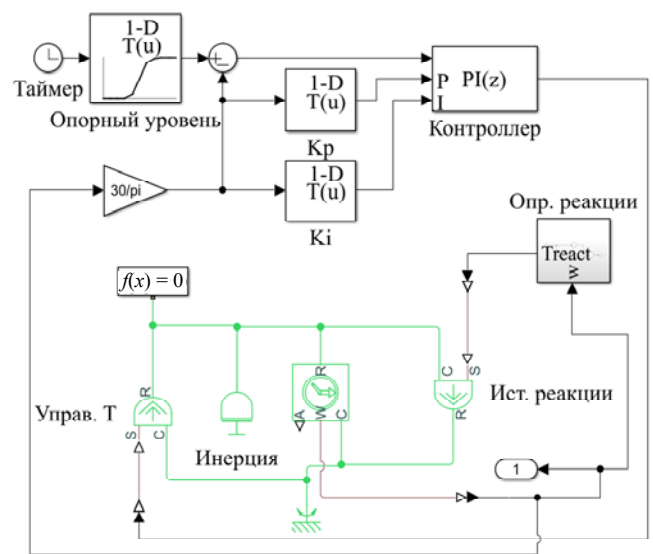 1-D
T(u)
Таймер
Опорный уровень
1-D
T(u)
Kp
P
I
PI(z)
Контроллер
30/pi
1-D
T(u)
Ki
Опр. реакции
Treact
w
f(x) = 0
R
S
C
Управ. Т
Инерция
R
A
W
C
C
S
R
Ист. реакции
1